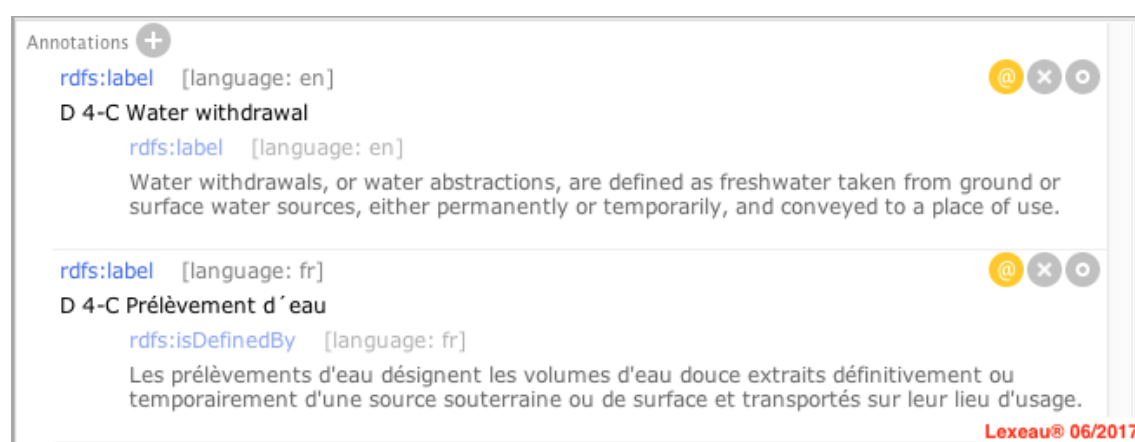 Annotations
rdfs:label [language: en]
D 4-C Water withdrawal
rdfs:label [language: en]
Water withdrawals, or water abstractions, are defined as freshwater taken from ground or
surface water sources, either permanently or temporarily, and conveyed to a place of use.
rdfs:label [language: fr]
D 4-C Prélèvement d´eau
rdfs:isDefinedBy [language: fr]
Les prélèvements d'eau désignent les volumes d'eau douce extraits définitivement ou
temporairement d'une source souterraine ou de surface et transportés sur leur lieu d'usage.
Lexeau® 06/2017